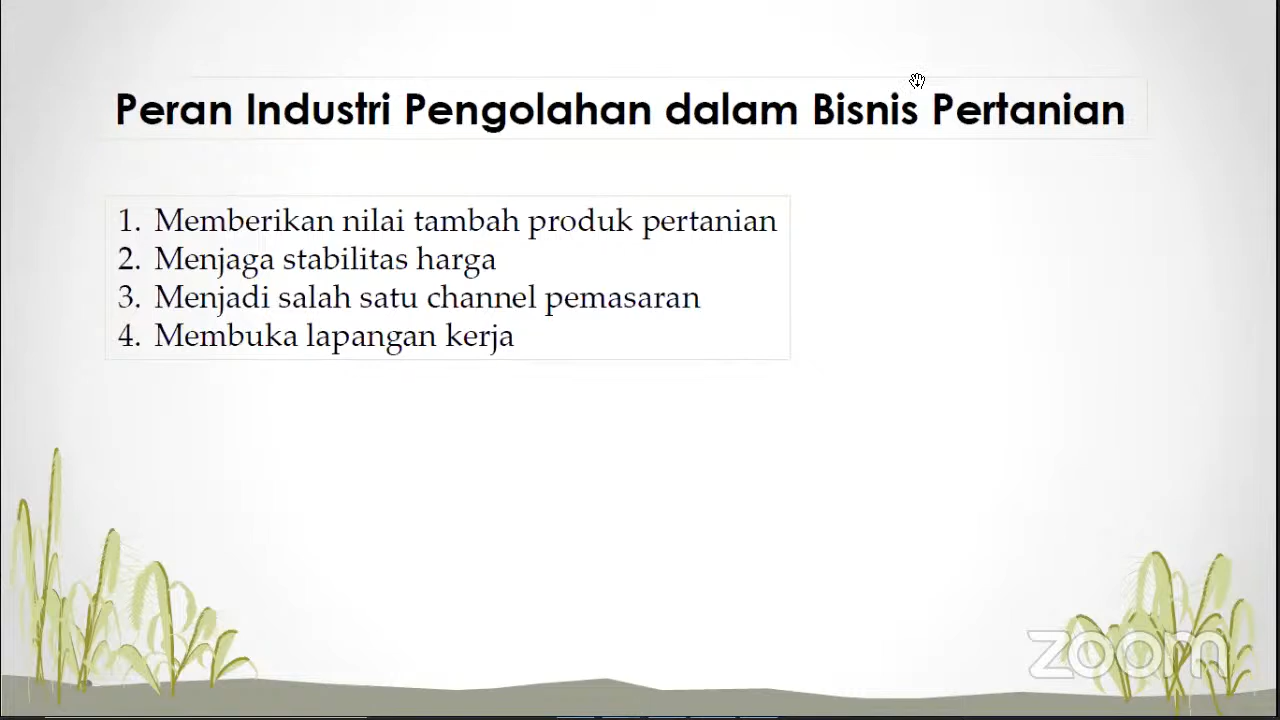 Peran Industri Pengolahan dalam Bisnis Pertanian
1. Memberikan nilai tambah produk pertanian
2. Menjaga stabilitas harga
3. Menjadi salah satu channel pemasaran
4. Membuka lapangan kerja
zoom